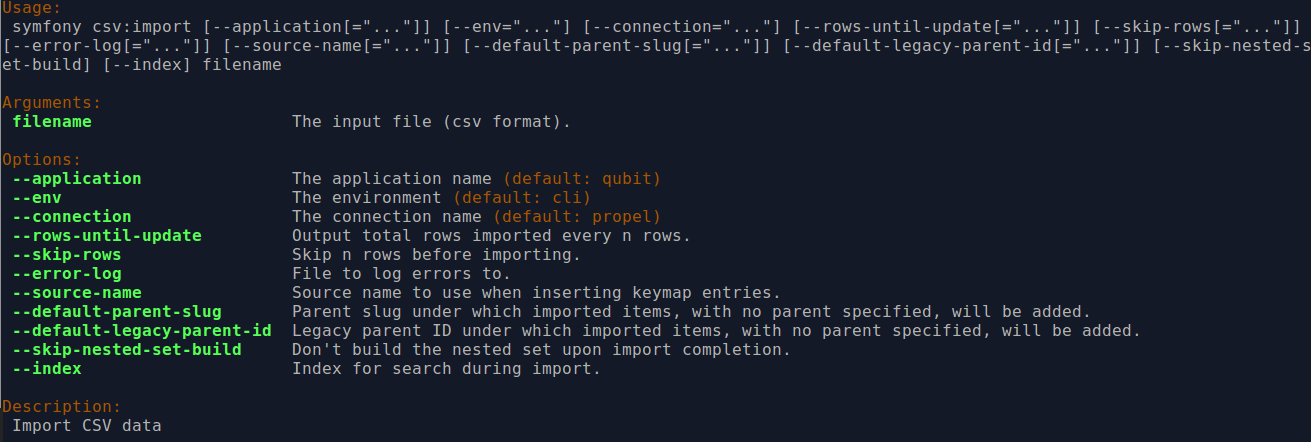 Usage:
 symfony csv:import [--application[="..."]] [--env="..."] [--connection="..."] [--rows-until-update[="..."]] [--skip-rows[="..."]]
[--error-log[="..."]] [--source-name[="..."]] [--default-parent-slug[="..."]] [--default-legacy-parent-id[="..."]] [--skip-nested-s
et-build] [--index] filename

Arguments:
 filename                    The input file (csv format).

Options:
 --application               The application name (default: qubit)
 --env                       The environment (default: cli)
 --connection                The connection name (default: propel)
 --rows-until-update         Output total rows imported every n rows.
 --skip-rows                 Skip n rows before importing.
 --error-log                 File to log errors to.
 --source-name               Source name to use when inserting keymap entries.
 --default-parent-slug       Parent slug under which imported items, with no parent specified, will be added.
 --default-legacy-parent-id  Legacy parent ID under which imported items, with no parent specified, will be added.
 --skip-nested-set-build     Don't build the nested set upon import completion.
 --index                     Index for search during import.

Description:
 Import CSV data